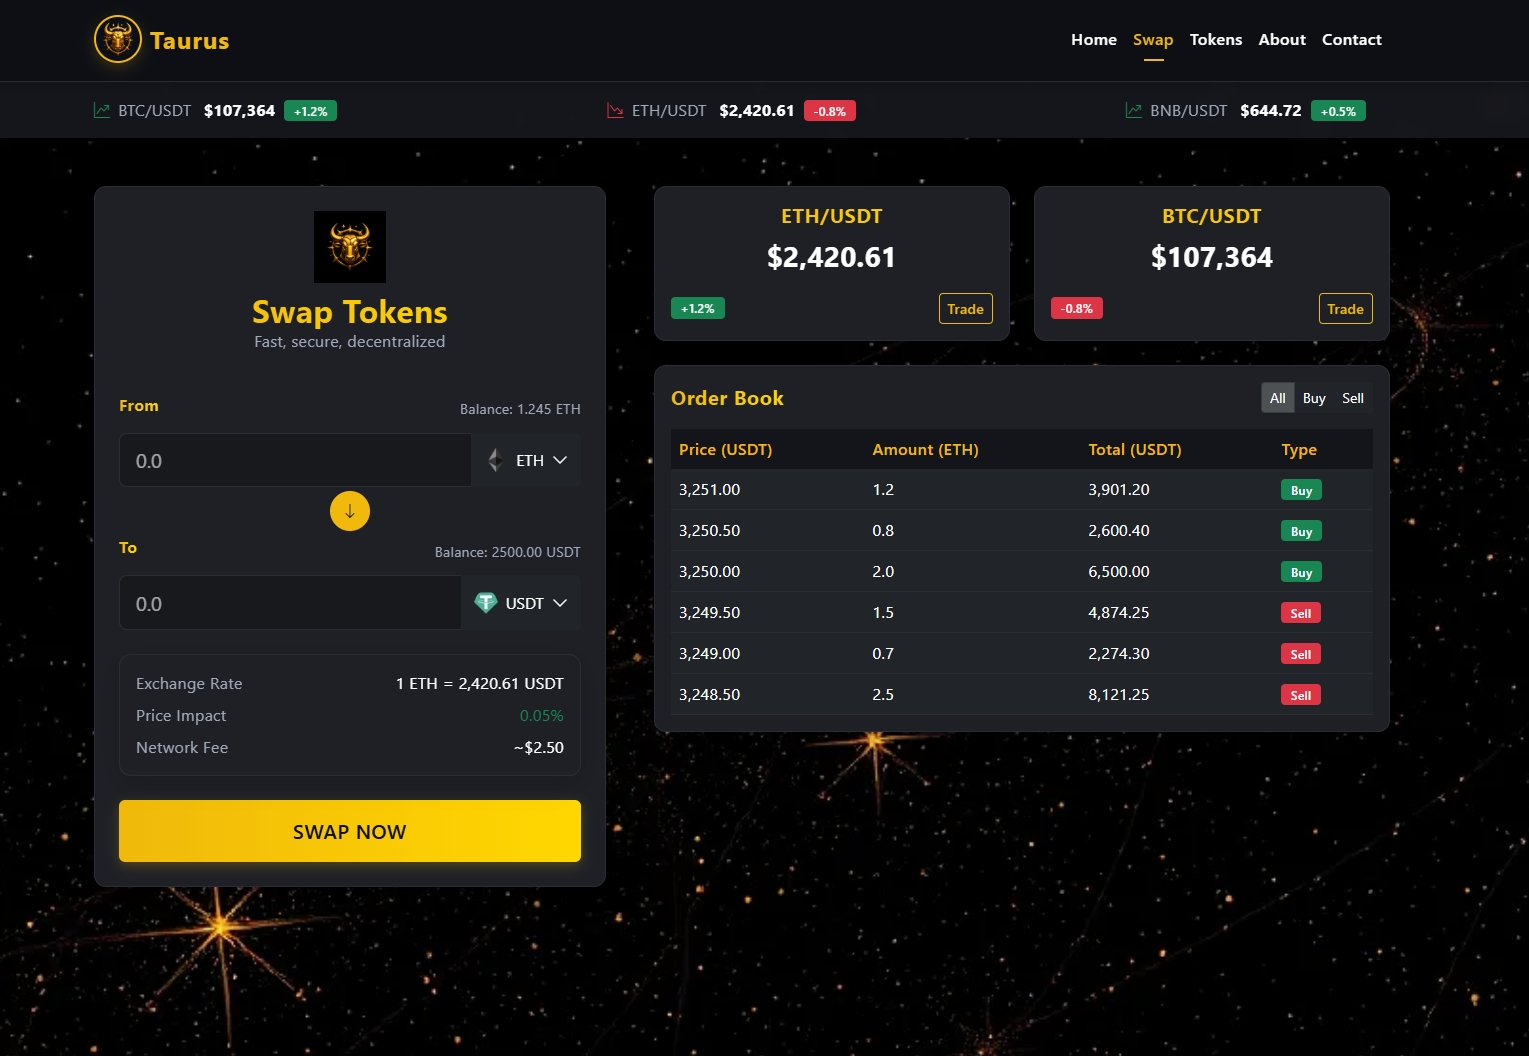 Taurus
Home Swap Tokens About Contact
BTC/USDT $107,364 +1.2% ETH/USDT $2,420.61 -0.8% BNB/USDT $644.72 +0.5%
Swap Tokens
Fast, secure, decentralized
From Balance: 1.245 ETH
0.0 ETH
To Balance: 2500.00 USDT
0.0 USDT
Exchange Rate 1 ETH = 2,420.61 USDT
Price Impact 0.05%
Network Fee ~$2.50
SWAP NOW
ETH/USDT
$2,420.61
+1.2% Trade
BTC/USDT
$107,364
-0.8% Trade
Order Book All Buy Sell
Price (USDT) Amount (ETH) Total (USDT) Type
3,251.00 1.2 3,901.20 Buy
3,250.50 0.8 2,600.40 Buy
3,250.00 2.0 6,500.00 Buy
3,249.50 1.5 4,874.25 Sell
3,249.00 0.7 2,274.30 Sell
3,248.50 2.5 8,121.25 Sell